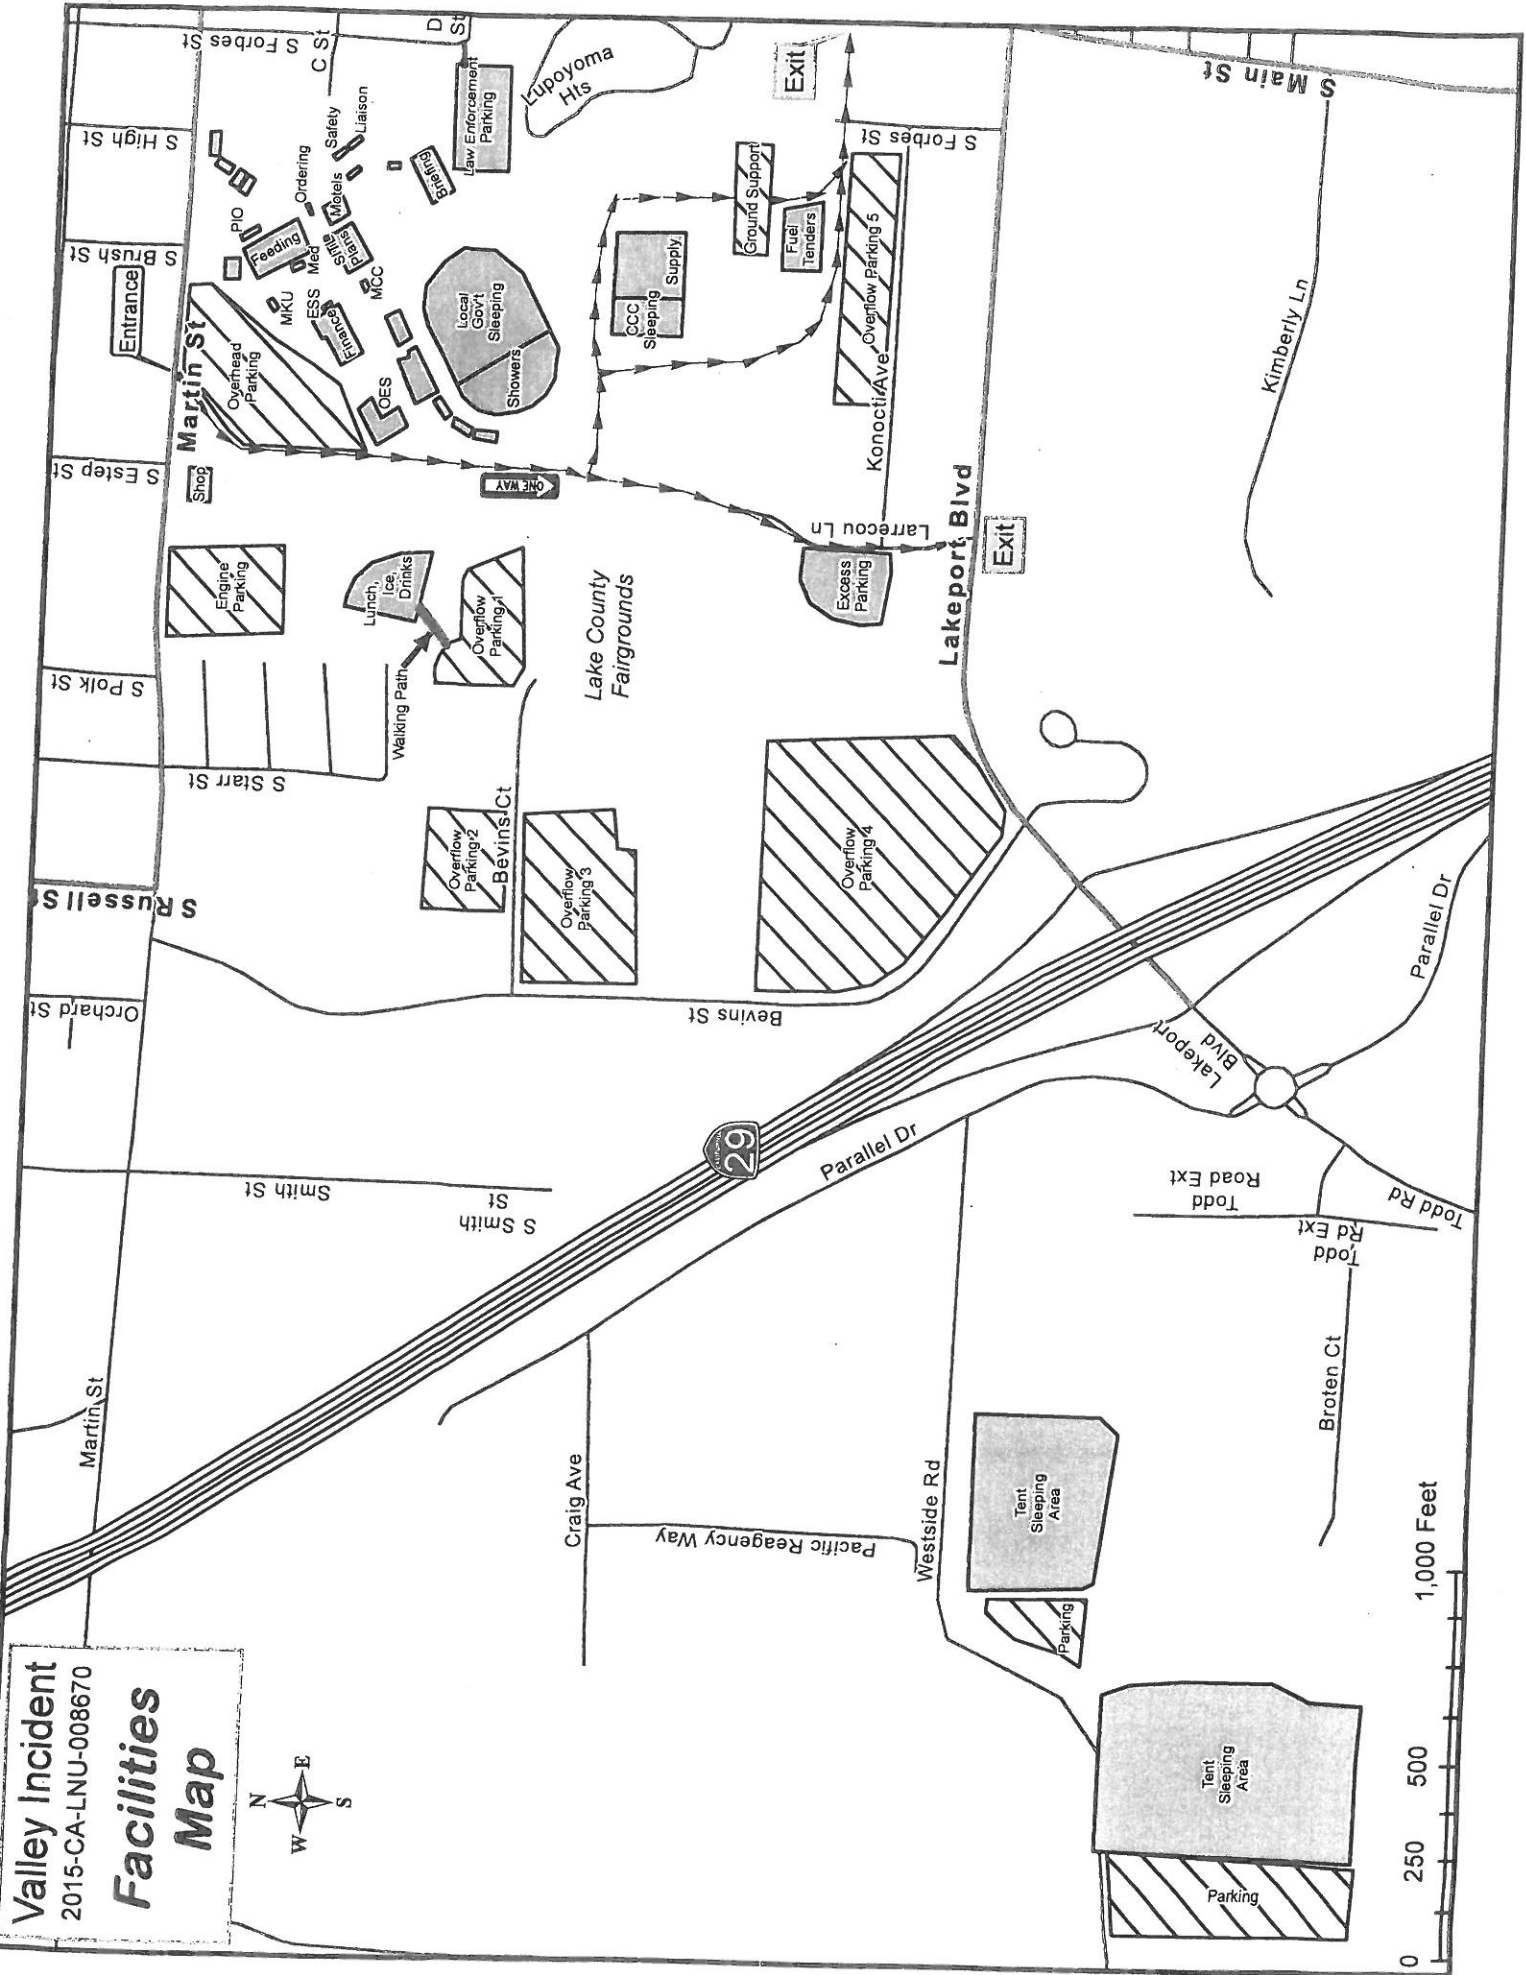 Valley Incident
2015-CA-LNU-008670
Facilities
Map
N
W
E
S
Martin St
Orchard St
S Russell St
S Polk St
S Estep St
Entrance
S Brush St
S High St
S Forbes St
C St
D
St
Martin St
Smith St
S Smith
St
S Starr St
Engine
Parking
Shop
Overhead
Parking
PIO
Feeding
MKU
Med
ESS
Finance
OES
MCC
Plans
Ordering
Motels
Safety
Liaison
Briefing
Law Enforcement
Parking
Lupoyoma
Hts
Lunch,
Ice,
Drinks
Walking Path
Overflow
Parking 1
ONE WAY
Showers
Local
Gov't
Sleeping
Overflow
Parking 2
Bevins Ct
Overflow
Parking 3
Lake County
Fairgrounds
CCC
Sleeping
Supply
Ground Support
Fuel
Tenders
Exit
Bevins St
Overflow
Parking 4
Excess
Parking
Larrecou Ln
Konocti Ave
Overflow Parking 5
S Forbes St
29
Parallel Dr
Craig Ave
Pacific Reagency Way
Westside Rd
Lakeport Blvd
Exit
S Main St
Kimberly Ln
Lakeport
Blvd
Parallel Dr
Todd
Road Ext
Todd
Rd Ext
Todd Rd
Broten Ct
Tent
Sleeping
Area
Parking
Tent
Sleeping
Area
Parking
0
250
500
1,000 Feet